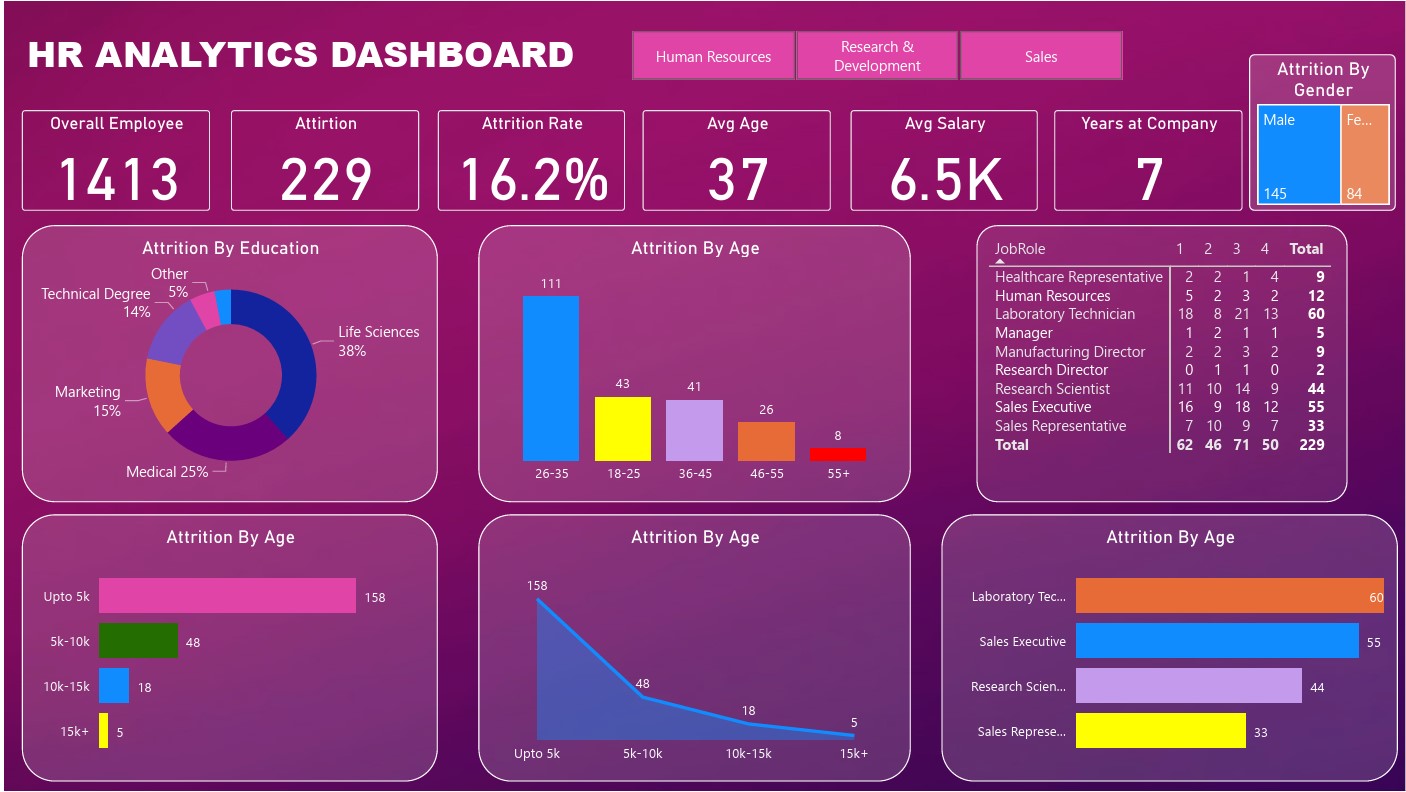 HR ANALYTICS DASHBOARD
Human Resources
Research &
Development
Sales
Attrition By
Gender
Male
Fe...
145
84
Overall Employee
1413
Attirtion
229
Attrition Rate
16.2%
Avg Age
37
Avg Salary
6.5K
Years at Company
7
Attrition By Education
Other
5%
Technical Degree
14%
Life Sciences
38%
Marketing
15%
Medical 25%
Attrition By Age
111
43
41
26
8
26-35 18-25 36-45 46-55 55+
JobRole 1 2 3 4 Total
Healthcare Representative 2 2 1 4 9
Human Resources 5 2 3 2 12
Laboratory Technician 18 8 21 13 60
Manager 1 2 1 1 5
Manufacturing Director 2 2 3 2 9
Research Director 0 1 1 0 2
Research Scientist 11 10 14 9 44
Sales Executive 16 9 18 12 55
Sales Representative 7 10 9 7 33
Total 62 46 71 50 229
Attrition By Age
Upto 5k 158
5k-10k 48
10k-15k 18
15k+ 5
Attrition By Age
158
48
18
5
Upto 5k 5k-10k 10k-15k 15k+
Attrition By Age
Laboratory Tec... 60
Sales Executive 55
Research Scien... 44
Sales Represe... 33